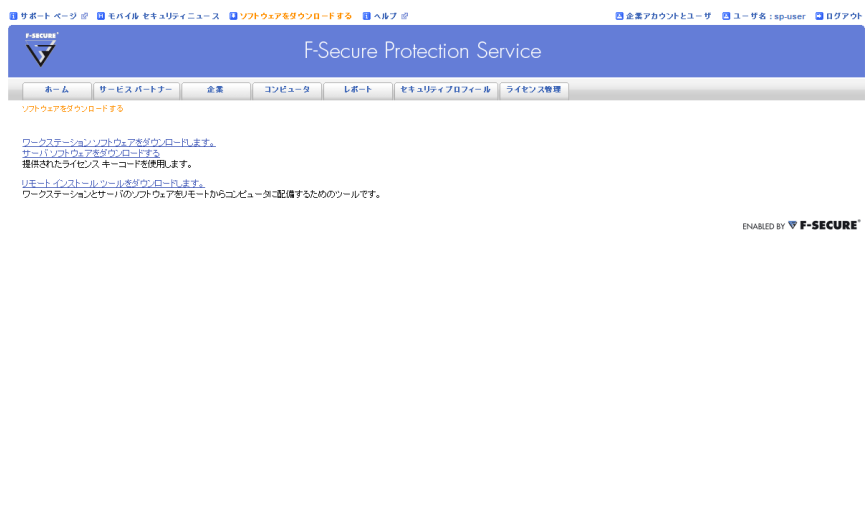 サポート ページ モバイル セキュリティニュース ソフトウェアをダウンロードする ヘルプ 企業アカウントとユーザ ユーザ名：sp-user ログアウト
F-SECURE
F-Secure Protection Service
ホーム サービス パートナー 企業 コンピュータ レポート セキュリティプロフィール ライセンス管理
ソフトウェアをダウンロードする
ワークステーション ソフトウェアをダウンロードします。
サーバ ソフトウェアをダウンロードする
提供されたライセンス キーコードを使用します。
リモート インストール ツールをダウンロードします。
ワークステーションとサーバのソフトウェアをリモートからコンピュータに配備するためのツールです。
ENABLED BY F-SECURE